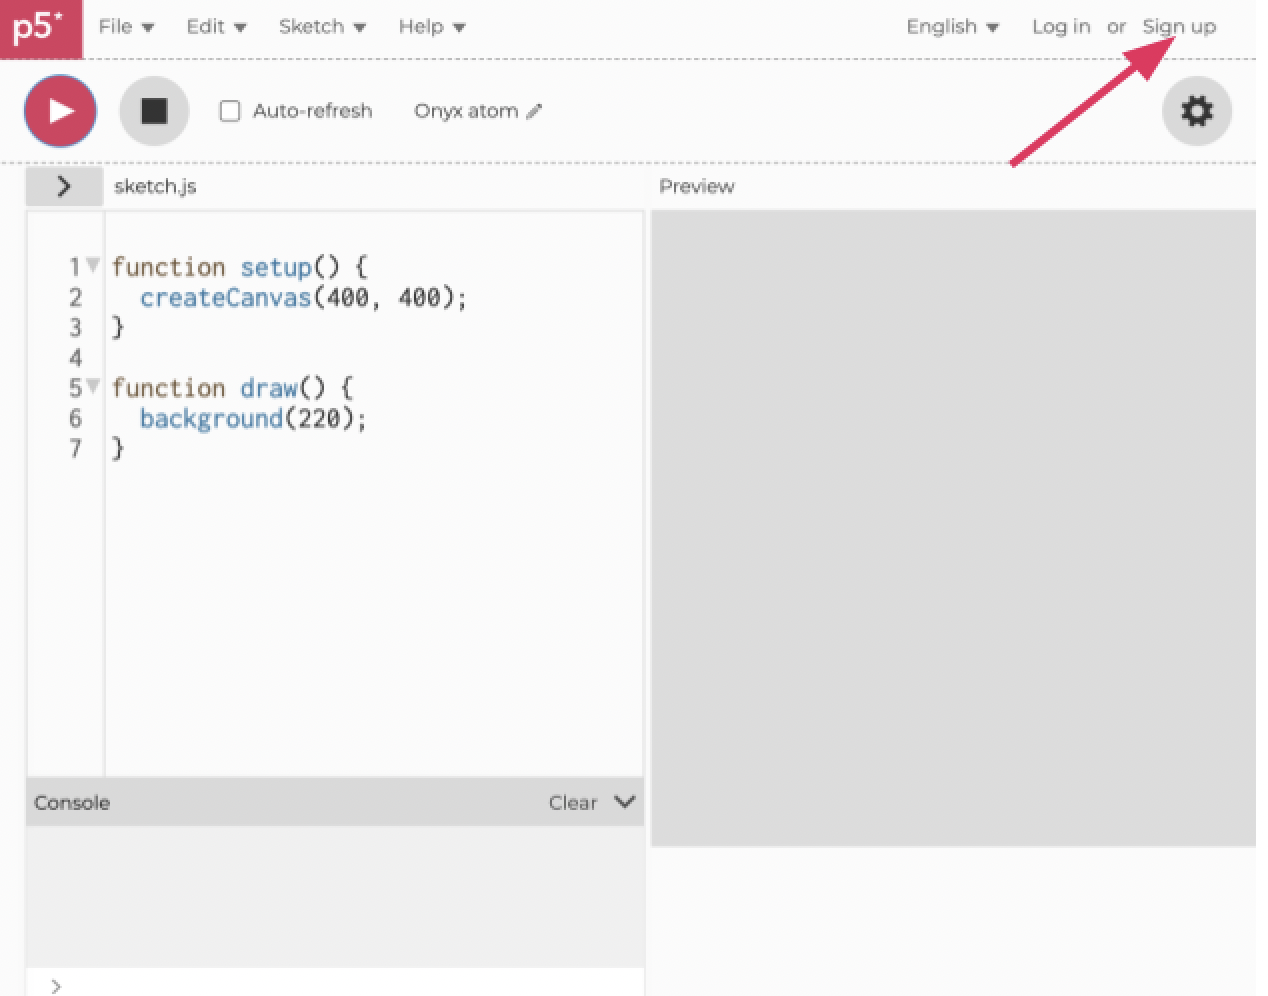 p5* File Edit Sketch Help English Log in or Sign up
Auto-refresh Onyx atom
> sketch.js
Preview
1 function setup() {
2   createCanvas(400, 400);
3 }
4
5 function draw() {
6   background(220);
7 }
Console Clear
>